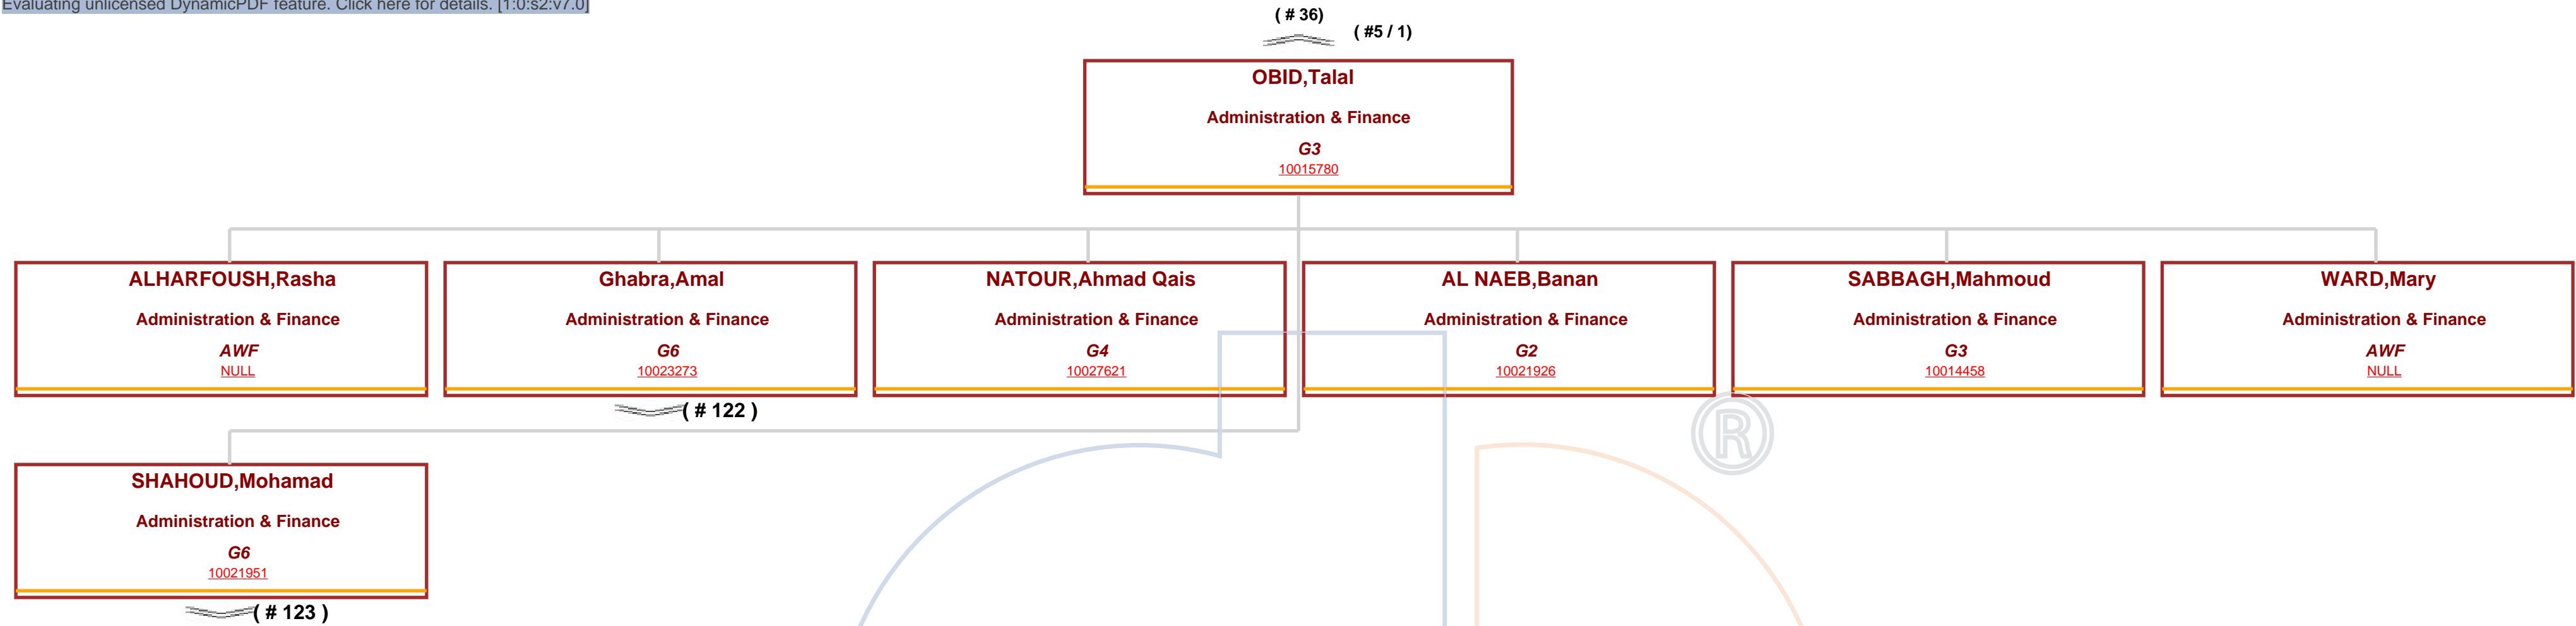 Evaluating unlicensed DynamicPDF feature. Click here for details. [1:0:s2:v7.0]
( # 36)
( #5 / 1)
OBID,Talal
Administration & Finance
G3
10015780
ALHARFOUSH,Rasha
Administration & Finance
AWF
NULL
Ghabra,Amal
Administration & Finance
G6
10023273
( # 122 )
NATOUR,Ahmad Qais
Administration & Finance
G4
10027621
AL NAEB,Banan
Administration & Finance
G2
10021926
SABBAGH,Mahmoud
Administration & Finance
G3
10014458
WARD,Mary
Administration & Finance
AWF
NULL
®
SHAHOUD,Mohamad
Administration & Finance
G6
10021951
( # 123 )